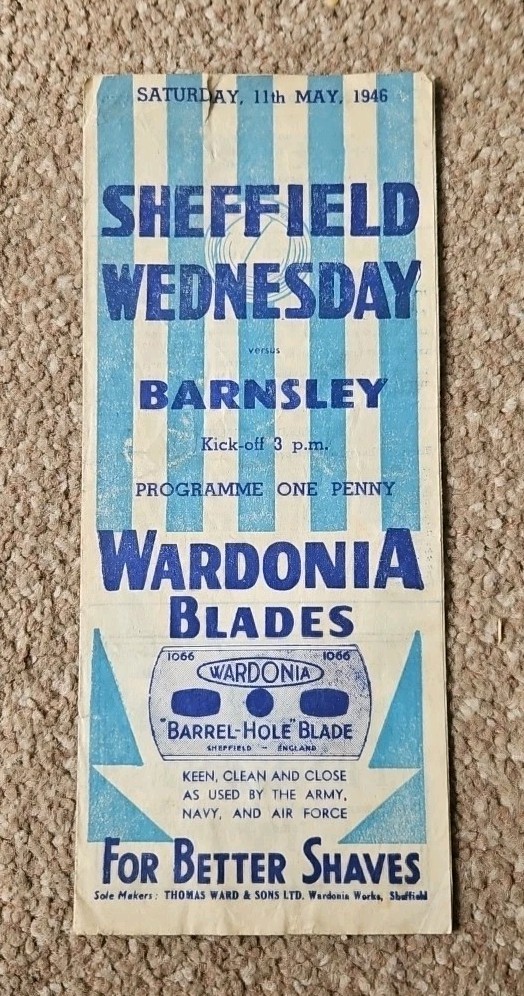 SATURDAY, 11th MAY, 1946
SHEFFIELD
WEDNESDAY
versus
BARNSLEY
Kick-off 3 p.m.
PROGRAMME ONE PENNY
WARDONIA
BLADES
1066 1066
WARDONIA
"BARREL-HOLE" BLADE
SHEFFIELD - ENGLAND
KEEN, CLEAN AND CLOSE
AS USED BY THE ARMY,
NAVY, AND AIR FORCE
FOR BETTER SHAVES
Sole Makers: THOMAS WARD & SONS LTD. Wardonia Works, Sheffield